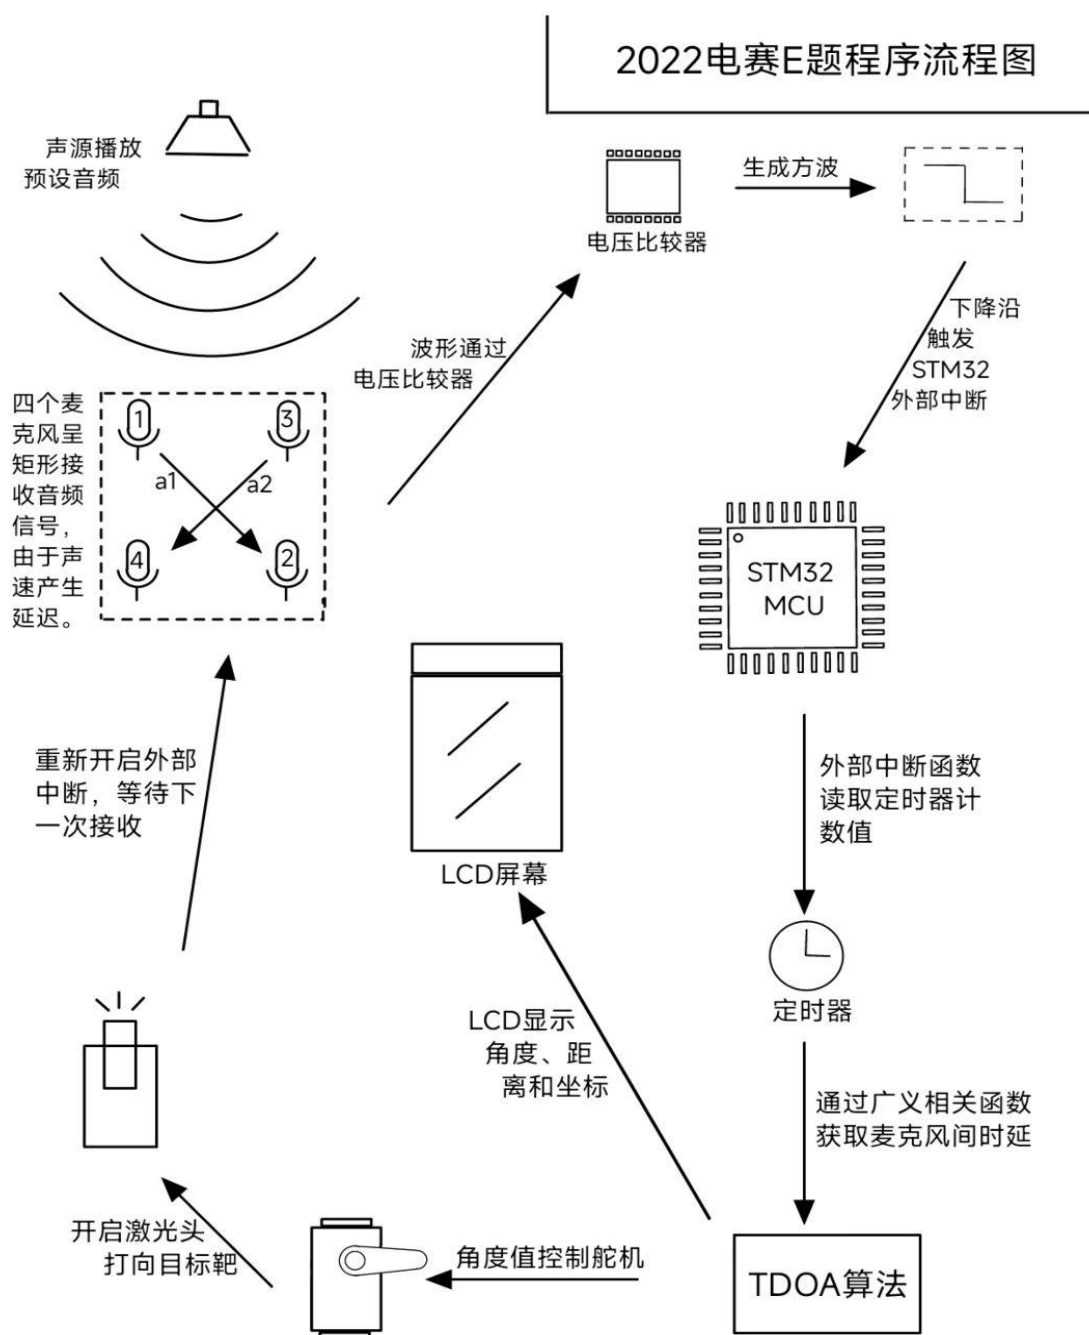 2022电赛E题程序流程图
声源播放
预设音频
电压比较器
生成方波
下降沿
触发
STM32
外部中断
波形通过
电压比较器
四个麦
克风呈
矩形接
收音频
信号，
由于声
速产生
延迟。
1
3
a1
a2
4
2
STM32
MCU
外部中断函数
读取定时器计
数值
定时器
通过广义相关函数
获取麦克风间时延
TDOA算法
LCD屏幕
LCD显示
角度、距
离和坐标
角度值控制舵机
开启激光头
打向目标靶
重新开启外部
中断，等待下
一次接收